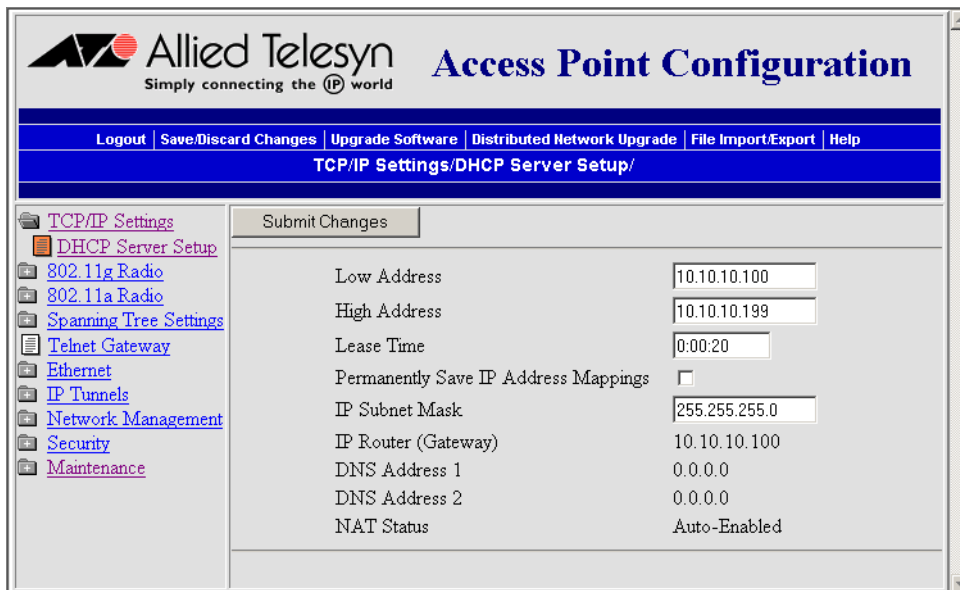 Allied Telesyn
Simply connecting the IP world
Access Point Configuration
Logout | Save/Discard Changes | Upgrade Software | Distributed Network Upgrade | File Import/Export | Help
TCP/IP Settings/DHCP Server Setup/
TCP/IP Settings
DHCP Server Setup
802.11g Radio
802.11a Radio
Spanning Tree Settings
Telnet Gateway
Ethernet
IP Tunnels
Network Management
Security
Maintenance
Submit Changes
Low Address 10.10.10.100
High Address 10.10.10.199
Lease Time 0:00:20
Permanently Save IP Address Mappings
IP Subnet Mask 255.255.255.0
IP Router (Gateway) 10.10.10.100
DNS Address 1 0.0.0.0
DNS Address 2 0.0.0.0
NAT Status Auto-Enabled